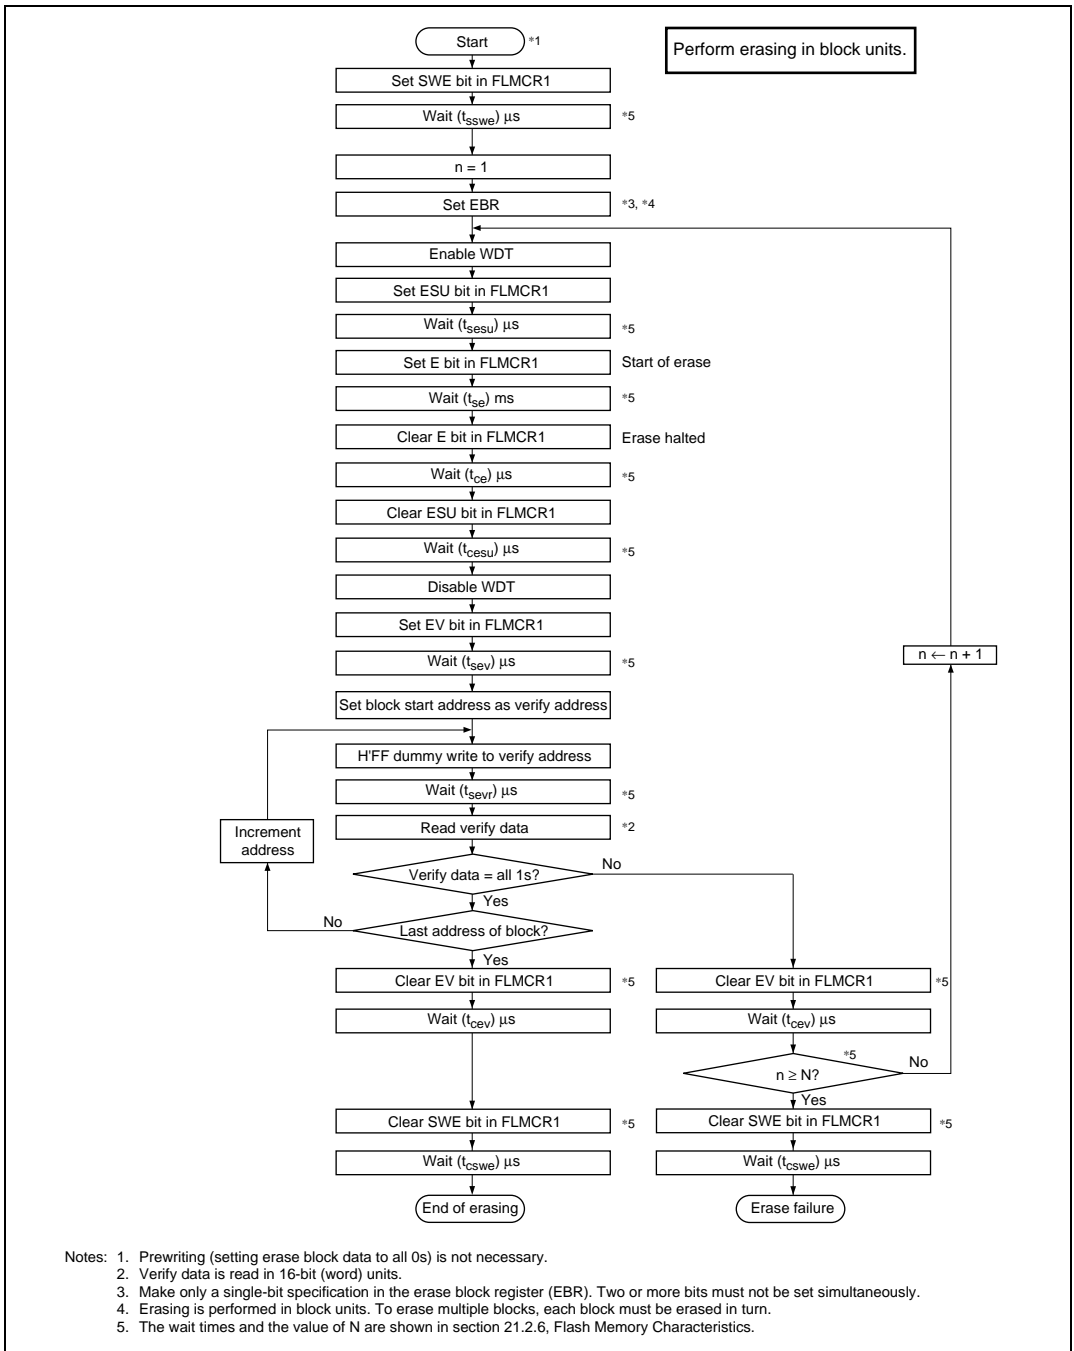 Start *1
Perform erasing in block units.
Set SWE bit in FLMCR1
Wait (tsswe) μs *5
n = 1
Set EBR *3, *4
Enable WDT
Set ESU bit in FLMCR1
Wait (tsesu) μs *5
Set E bit in FLMCR1 Start of erase
Wait (tse) ms *5
Clear E bit in FLMCR1 Erase halted
Wait (tce) μs *5
Clear ESU bit in FLMCR1
Wait (tcesu) μs *5
Disable WDT
Set EV bit in FLMCR1
Wait (tsev) μs *5
n ← n + 1
Set block start address as verify address
H'FF dummy write to verify address
Wait (tsevr) μs *5
Read verify data *2
Increment
address
Verify data = all 1s?
No
Yes
Last address of block?
No
Yes
Clear EV bit in FLMCR1 *5
Clear EV bit in FLMCR1 *5
Wait (tcev) μs
Wait (tcev) μs
n ≥ N? *5
No
Yes
Clear SWE bit in FLMCR1 *5
Clear SWE bit in FLMCR1 *5
Wait (tcswe) μs
Wait (tcswe) μs
End of erasing
Erase failure
Notes: 1. Prewriting (setting erase block data to all 0s) is not necessary.
2. Verify data is read in 16-bit (word) units.
3. Make only a single-bit specification in the erase block register (EBR). Two or more bits must not be set simultaneously.
4. Erasing is performed in block units. To erase multiple blocks, each block must be erased in turn.
5. The wait times and the value of N are shown in section 21.2.6, Flash Memory Characteristics.